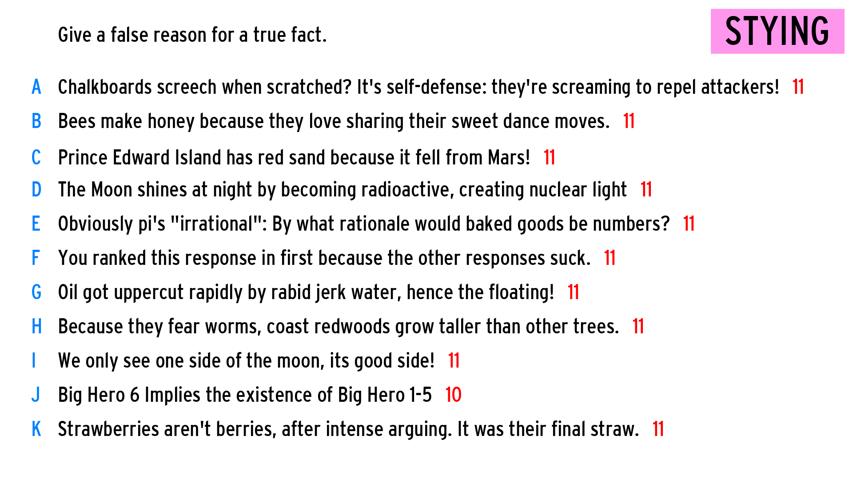 Give a false reason for a true fact.
STYING
A Chalkboards screech when scratched? It's self-defense: they're screaming to repel attackers! 11
B Bees make honey because they love sharing their sweet dance moves. 11
C Prince Edward Island has red sand because it fell from Mars! 11
D The Moon shines at night by becoming radioactive, creating nuclear light 11
E Obviously pi's "irrational": By what rationale would baked goods be numbers? 11
F You ranked this response in first because the other responses suck. 11
G Oil got uppercut rapidly by rabid jerk water, hence the floating! 11
H Because they fear worms, coast redwoods grow taller than other trees. 11
I We only see one side of the moon, its good side! 11
J Big Hero 6 Implies the existence of Big Hero 1-5 10
K Strawberries aren't berries, after intense arguing. It was their final straw. 11